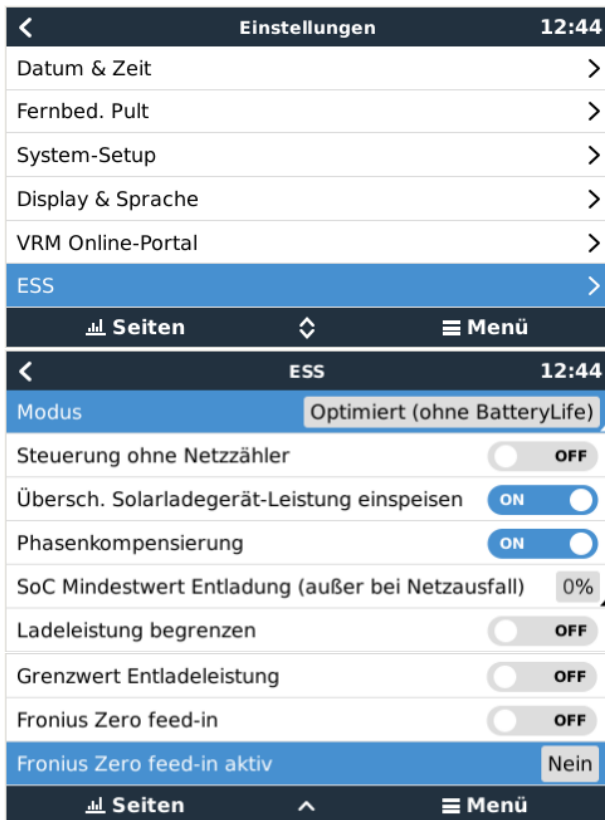 Einstellungen 12:44
Datum & Zeit
Fernbed. Pult
System-Setup
Display & Sprache
VRM Online-Portal
ESS
Seiten Menü
ESS 12:44
Modus Optimiert (ohne BatteryLife)
Steuerung ohne Netzzähler OFF
Übersch. Solarladegerät-Leistung einspeisen ON
Phasenkompensierung ON
SoC Mindestwert Entladung (außer bei Netzausfall) 0%
Ladeleistung begrenzen OFF
Grenzwert Entladeleistung OFF
Fronius Zero feed-in OFF
Fronius Zero feed-in aktiv Nein
Seiten Menü